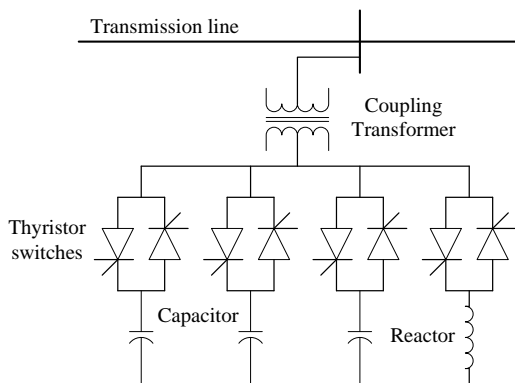 Transmission line
Coupling
Transformer
Thyristor
switches
Capacitor
Reactor